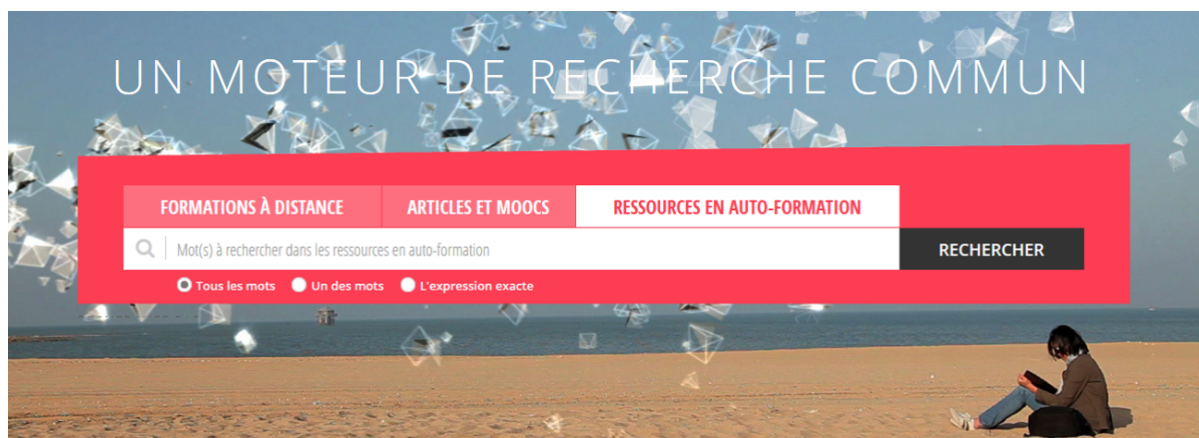 UN MOTEUR DE RECHERCHE COMMUN
FORMATIONS À DISTANCE
ARTICLES ET MOOCS
RESSOURCES EN AUTO-FORMATION
Mot(s) à rechercher dans les ressources en auto-formation
RECHERCHER
Tous les mots
Un des mots
L'expression exacte